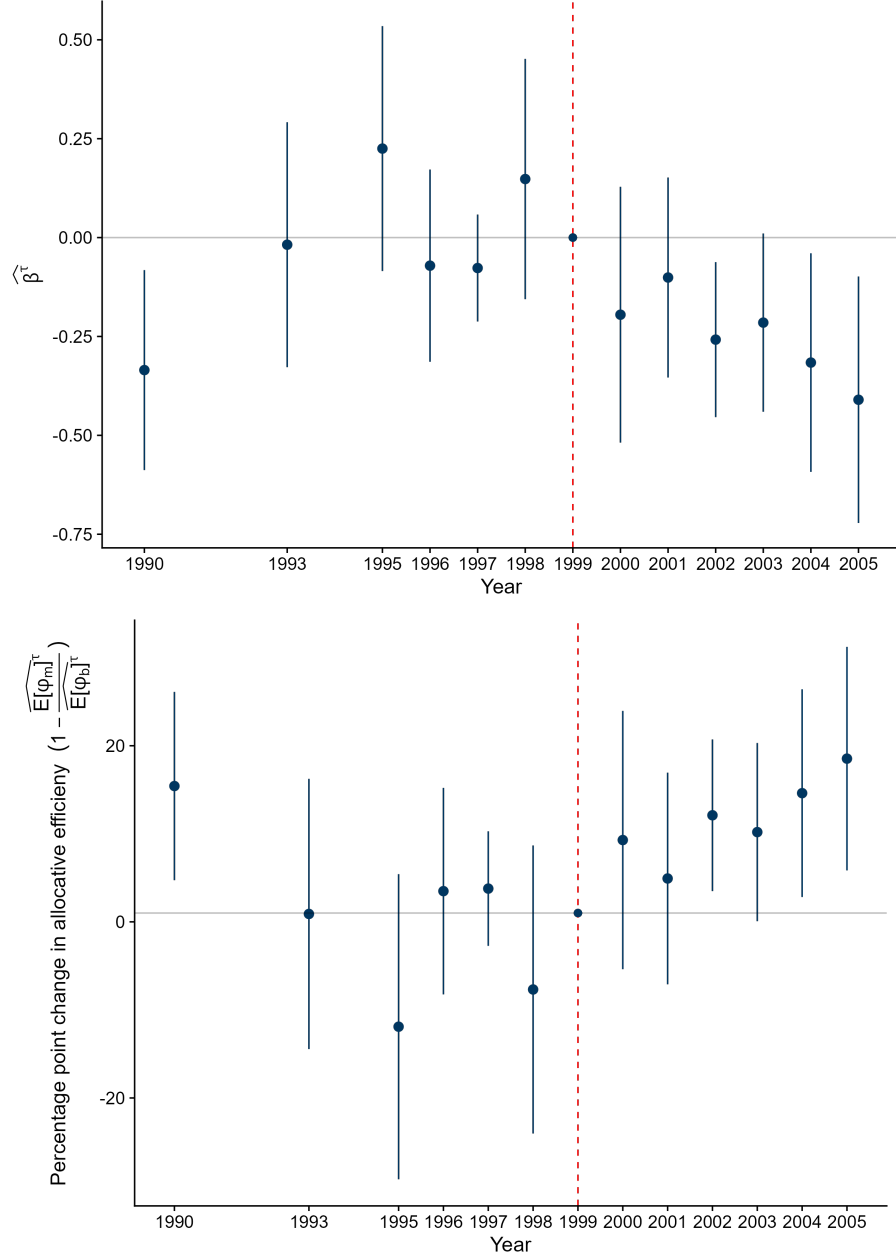 0.50
0.25
0.00
-0.25
-0.50
-0.75
β̂^τ
1990 1993 1995 1996 1997 1998 1999 2000 2001 2002 2003 2004 2005
Year
Percentage point change in allocative efficieny (1 − Ê[φ_m]^τ / Ê[φ_b]^τ)
20
0
-20
1990 1993 1995 1996 1997 1998 1999 2000 2001 2002 2003 2004 2005
Year